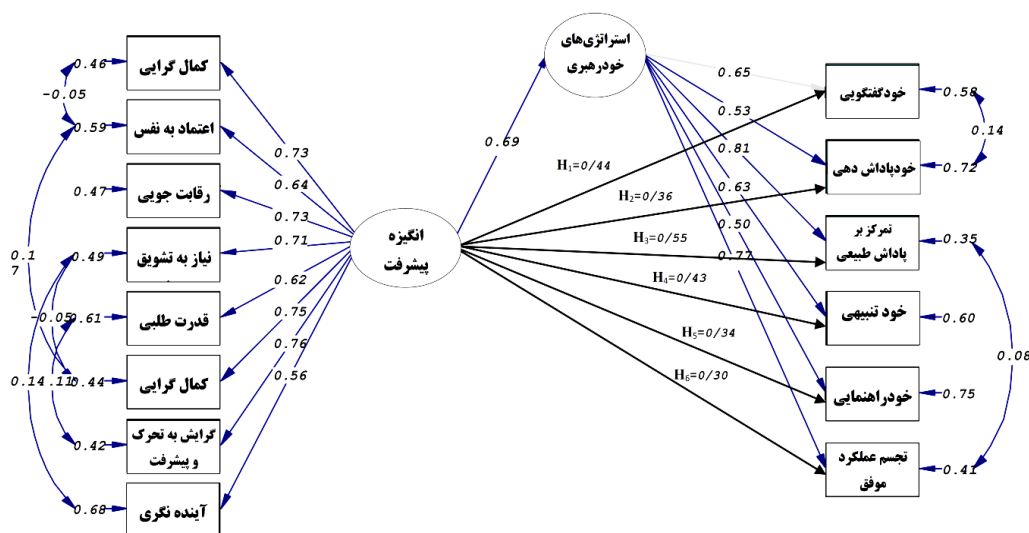 استراتژی‌های
خودرهبری
انگیزه
پیشرفت
کمال گرایی
اعتماد به نفس
رقابت جویی
نیاز به تشویق
قدرت طلبی
کمال گرایی
گرایش به تحرک
و پیشرفت
آینده نگری
خودگفتگویی
خودپاداش دهی
تمرکز بر
پاداش طبیعی
خود تنبیهی
خودراهنمایی
تجسم عملکرد
موفق
0.46
-0.05
0.59
0.47
0.49
-0.05
0.61
0.44
0.42
0.68
0.17
0.14
.11
0.73
0.64
0.73
0.71
0.62
0.75
0.76
0.56
0.69
0.65
0.53
0.81
0.63
0.50
0.77
H₁=0/44
H₂=0/36
H₃=0/55
H₄=0/43
H₅=0/34
H₆=0/30
0.58
0.14
0.72
0.35
0.60
0.08
0.75
0.41